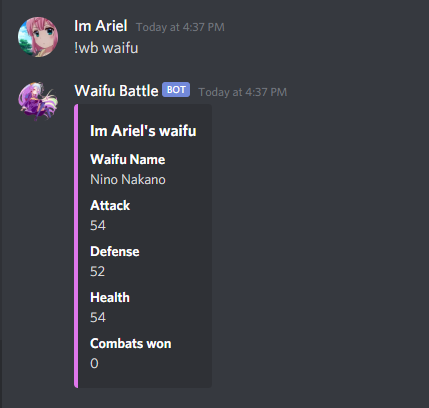 Im Ariel Today at 4:37 PM
!wb waifu
Waifu Battle BOT Today at 4:37 PM
Im Ariel's waifu
Waifu Name
Nino Nakano
Attack
54
Defense
52
Health
54
Combats won
0